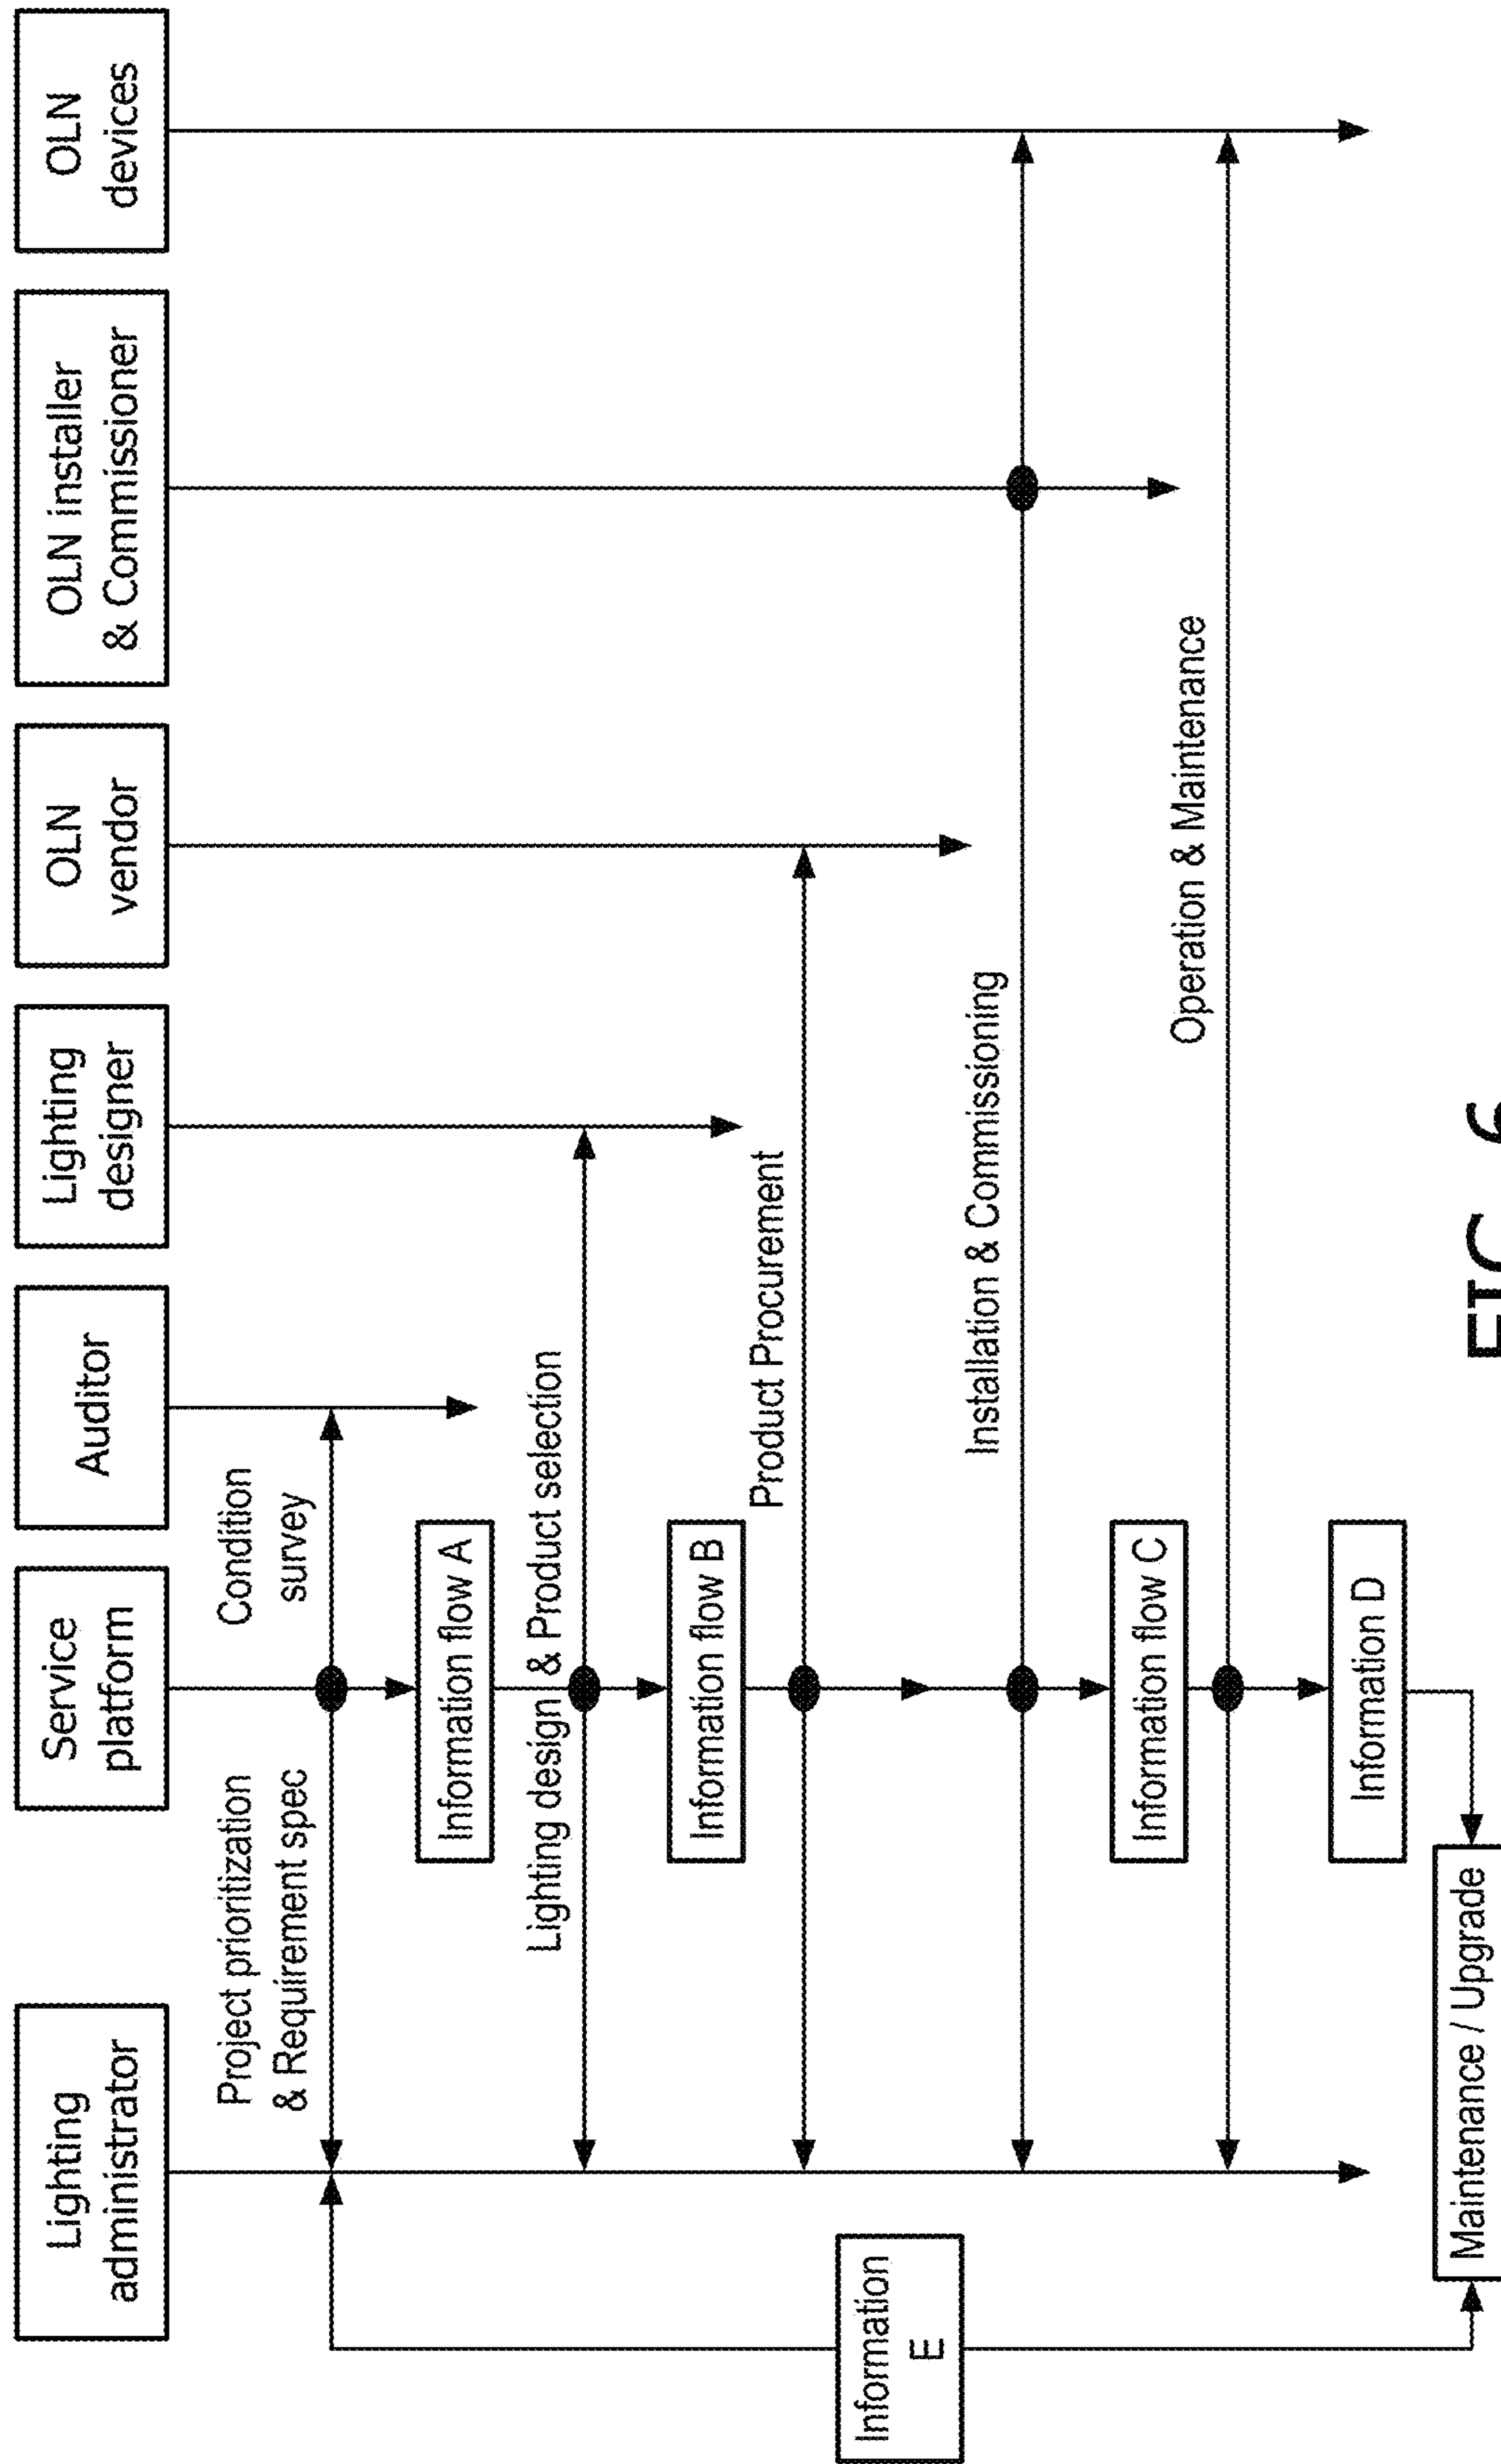 Lighting
administrator
Service
platform
Auditor
Lighting
designer
OLN
vendor
OLN installer
& Commissioner
OLN
devices
Project prioritization
& Requirement spec
Condition
survey
Information flow A
Lighting design & Product selection
Information flow B
Product Procurement
Information
E
Installation & Commissioning
Information flow C
Operation & Maintenance
Information D
Maintenance / Upgrade
FIG. 6